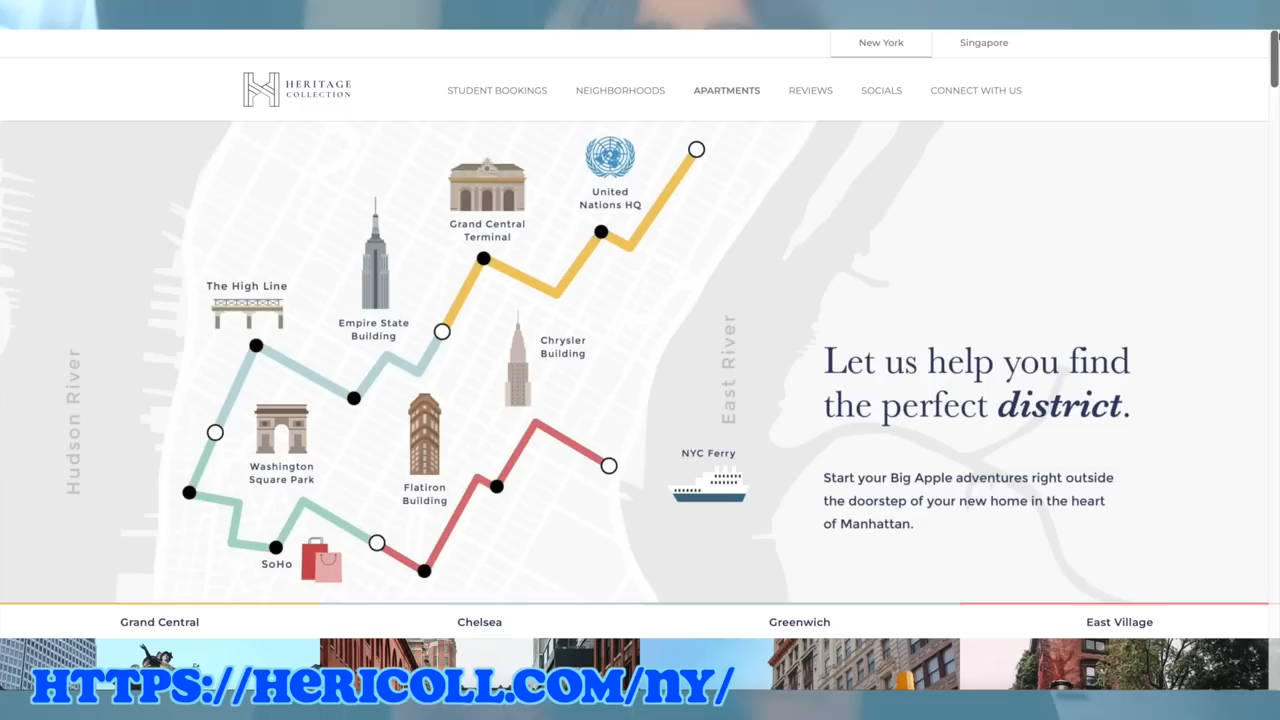 New York
Singapore
HERITAGE
COLLECTION
STUDENT BOOKINGS
NEIGHBORHOODS
APARTMENTS
REVIEWS
SOCIALS
CONNECT WITH US
United
Nations HQ
Grand Central
Terminal
The High Line
Empire State
Building
Chrysler
Building
Hudson River
East River
Let us help you find
the perfect district.
Washington
Square Park
Flatiron
Building
NYC Ferry
Start your Big Apple adventures right outside
the doorstep of your new home in the heart
of Manhattan.
SoHo
Grand Central
Chelsea
Greenwich
East Village
HTTPS://HERICOLL.COM/NY/